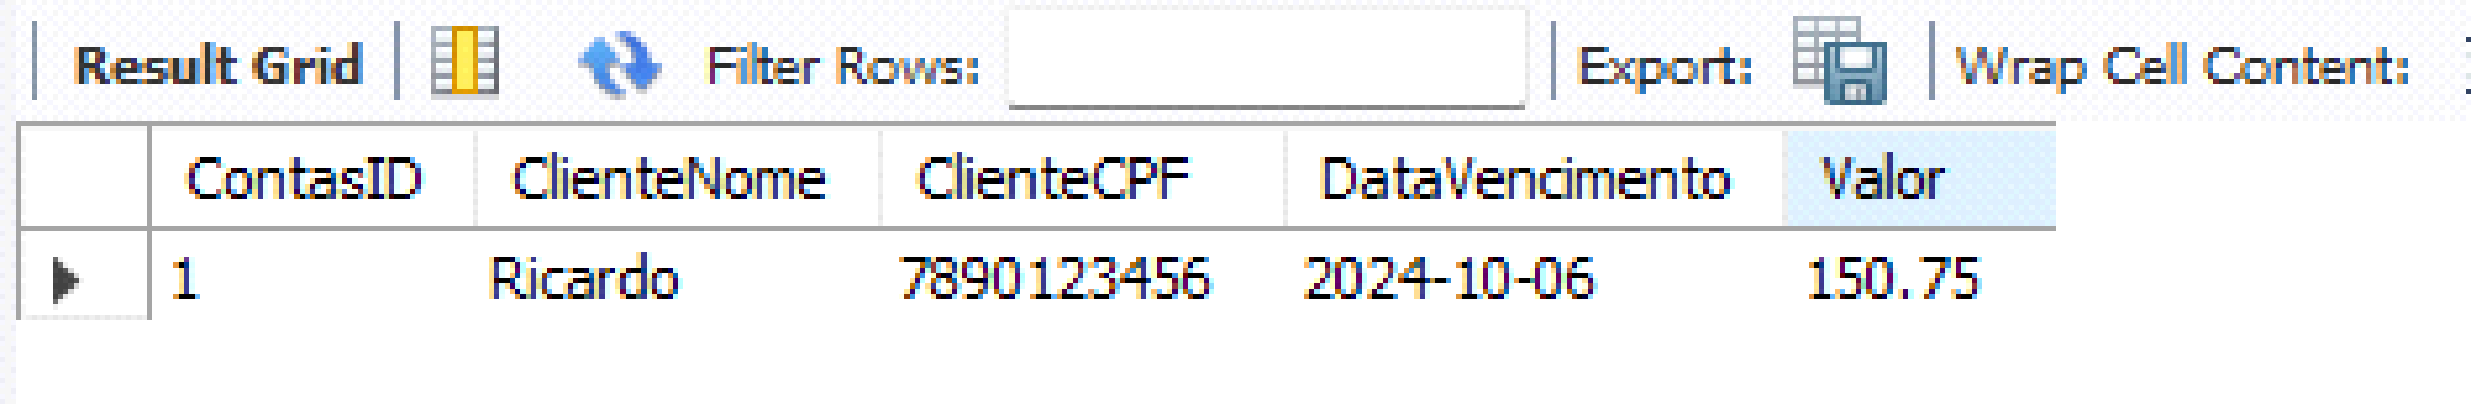 Result Grid Filter Rows: Export: Wrap Cell Content:
ContasID ClienteNome ClienteCPF DataVencimento Valor
1 Ricardo 7890123456 2024-10-06 150.75